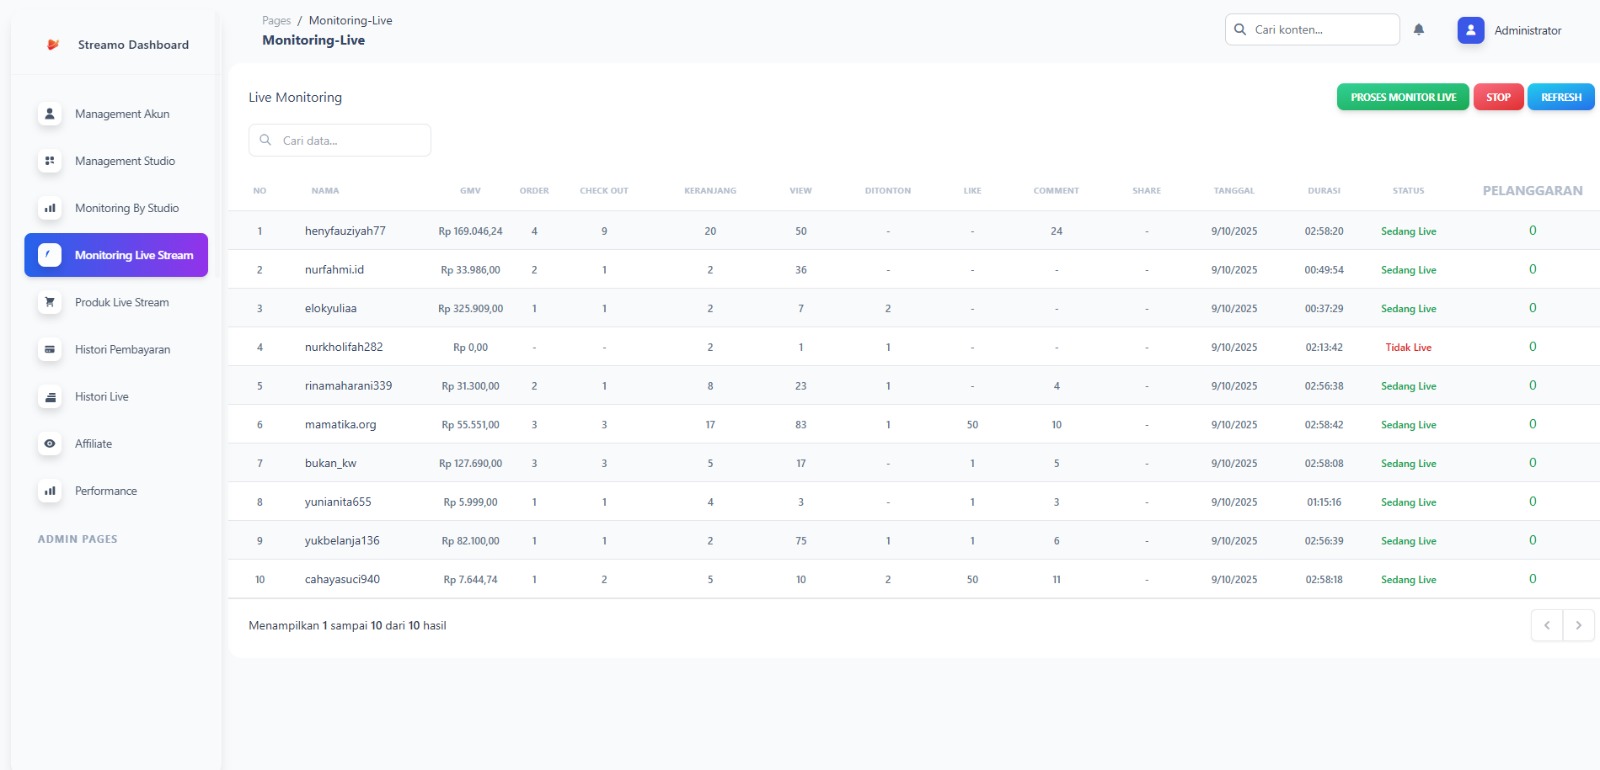 Streamo Dashboard
Management Akun
Management Studio
Monitoring By Studio
Monitoring Live Stream
Produk Live Stream
Histori Pembayaran
Histori Live
Affiliate
Performance
ADMIN PAGES
Pages / Monitoring-Live
Monitoring-Live
Cari konten...
Administrator
Live Monitoring
PROSES MONITOR LIVE STOP REFRESH
Cari data...
NO NAMA GMV ORDER CHECK OUT KERANJANG VIEW DITONTON LIKE COMMENT SHARE TANGGAL DURASI STATUS PELANGGARAN
1 henyfauziyah77 Rp 169.046,24 4 9 20 50 - - 24 - 9/10/2025 02:58:20 Sedang Live 0
2 nurfahmi.id Rp 33.986,00 2 1 2 36 - - - - 9/10/2025 00:49:54 Sedang Live 0
3 elokyuliaa Rp 325.909,00 1 1 2 7 2 - - - 9/10/2025 00:37:29 Sedang Live 0
4 nurkholifah282 Rp 0,00 - - 2 1 1 - - - 9/10/2025 02:13:42 Tidak Live 0
5 rinamaharani339 Rp 31.300,00 2 1 8 23 1 - 4 - 9/10/2025 02:56:38 Sedang Live 0
6 mamatika.org Rp 55.551,00 3 3 17 83 1 50 10 - 9/10/2025 02:58:42 Sedang Live 0
7 bukan_kw Rp 127.690,00 3 3 5 17 - 1 5 - 9/10/2025 02:58:08 Sedang Live 0
8 yunianita655 Rp 5.999,00 1 1 4 3 - 1 3 - 9/10/2025 01:15:16 Sedang Live 0
9 yukbelanja136 Rp 82.100,00 1 1 2 75 1 1 6 - 9/10/2025 02:56:39 Sedang Live 0
10 cahayasuci940 Rp 7.644,74 1 2 5 10 2 50 11 - 9/10/2025 02:58:18 Sedang Live 0
Menampilkan 1 sampai 10 dari 10 hasil